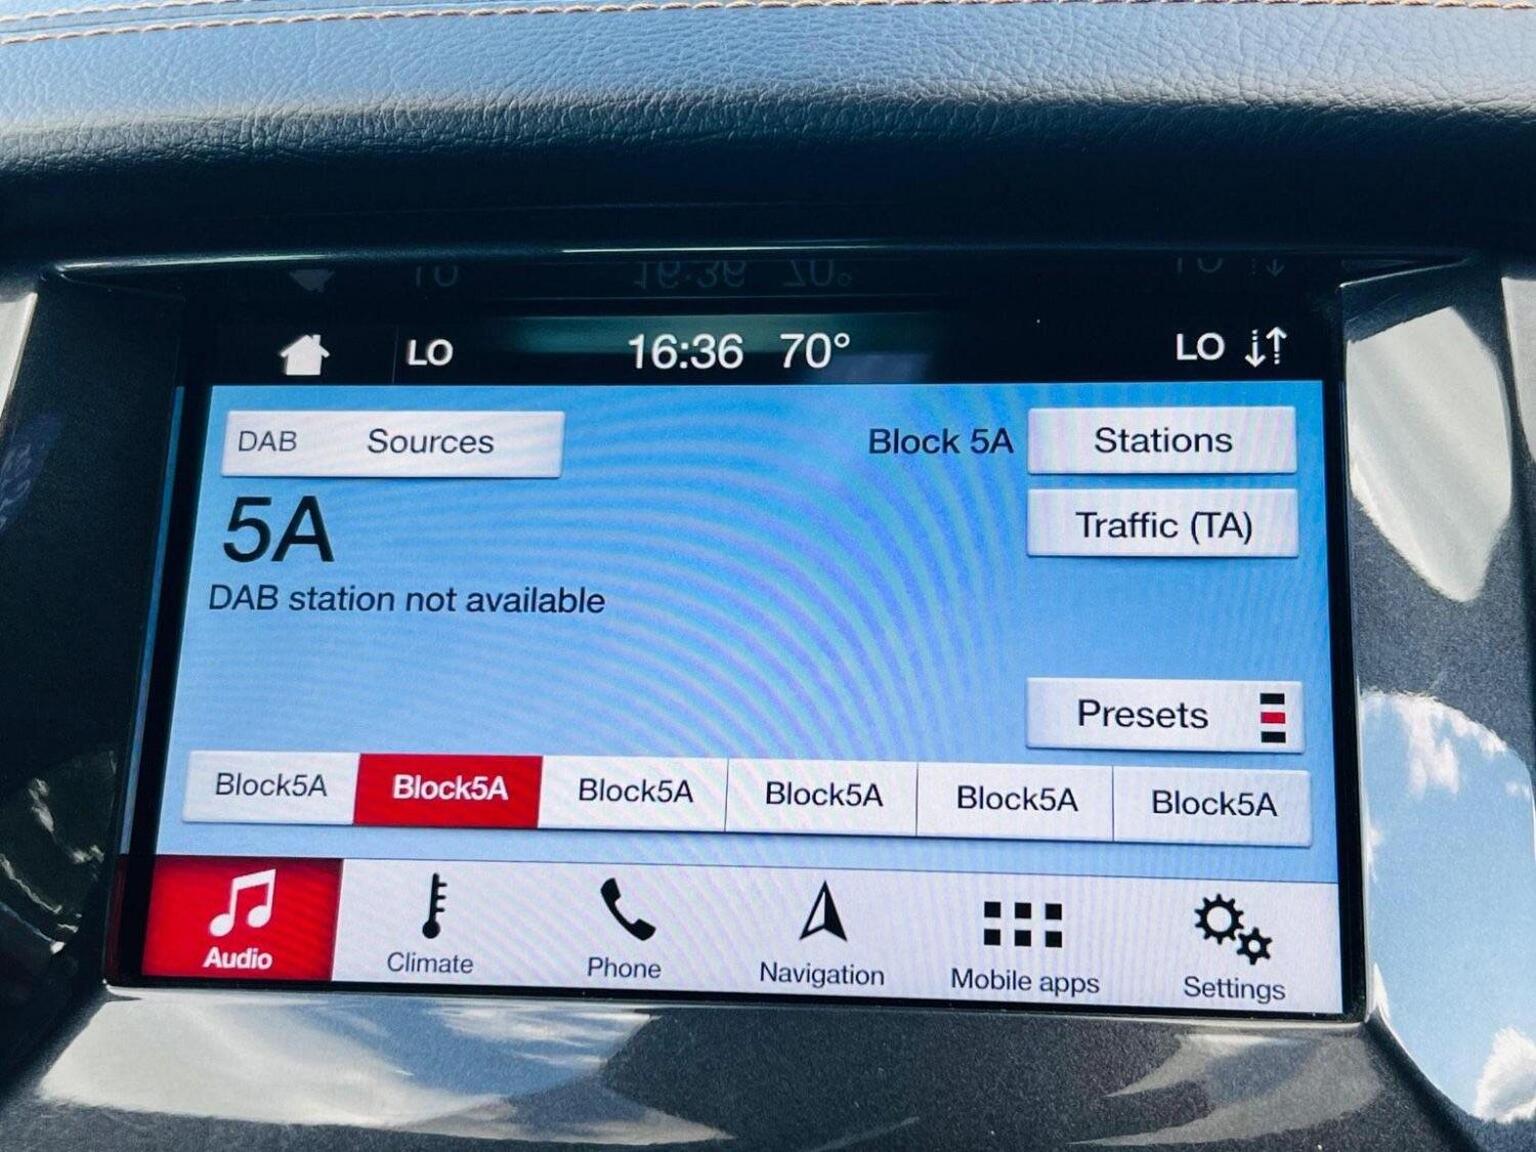 LO 16:36 70° LO
DAB Sources Block 5A Stations
5A
Traffic (TA)
DAB station not available
Presets
Block5A Block5A Block5A Block5A Block5A Block5A
Audio Climate Phone Navigation Mobile apps Settings